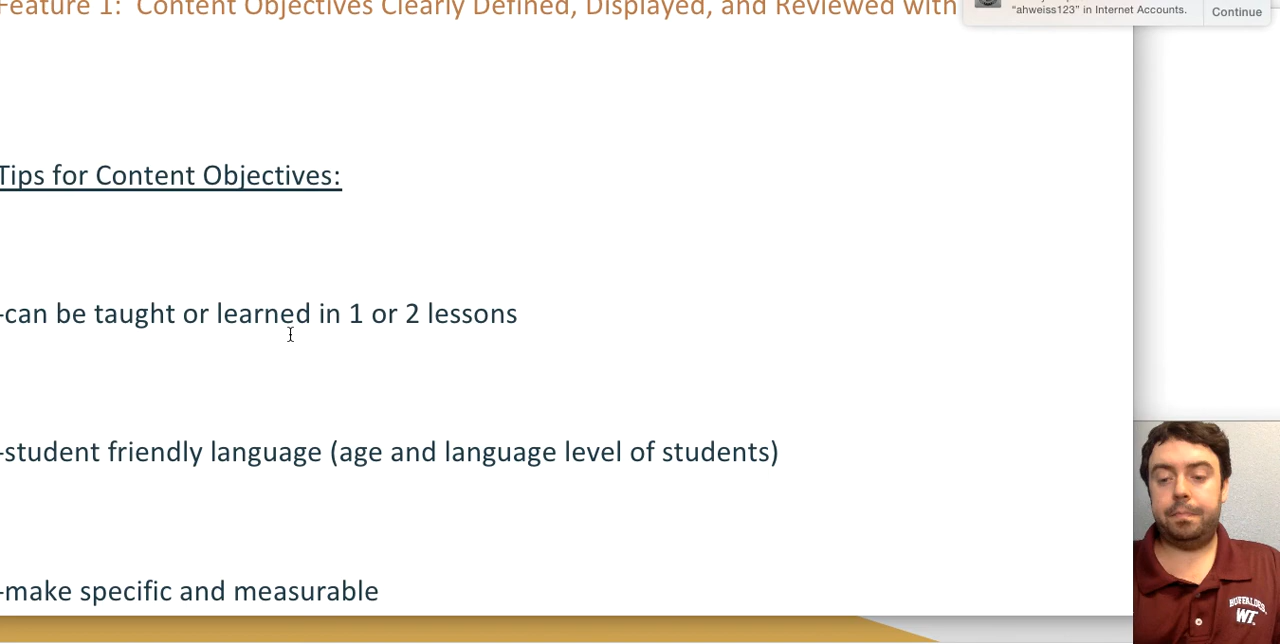 Feature 1: Content Objectives Clearly Defined, Displayed, and Reviewed with
"ahweiss123" in Internet Accounts.
Continue
Tips for Content Objectives:
-can be taught or learned in 1 or 2 lessons
-student friendly language (age and language level of students)
-make specific and measurable
BUFFALOES
WT